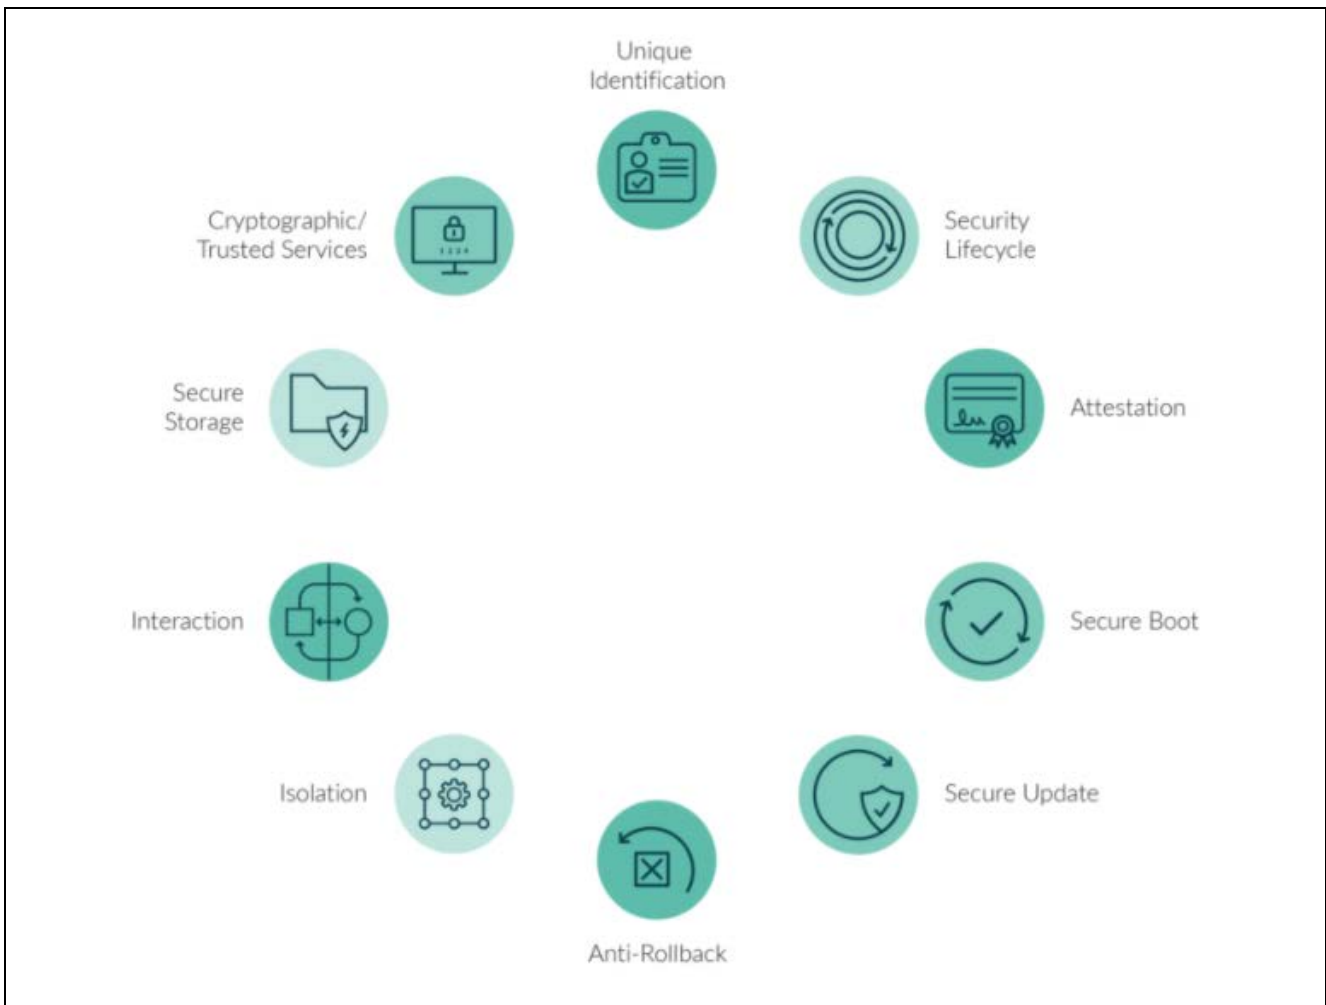 Unique
Identification
Cryptographic/
Trusted Services
Security
Lifecycle
Secure
Storage
Attestation
Interaction
Secure Boot
Isolation
Secure Update
Anti-Rollback